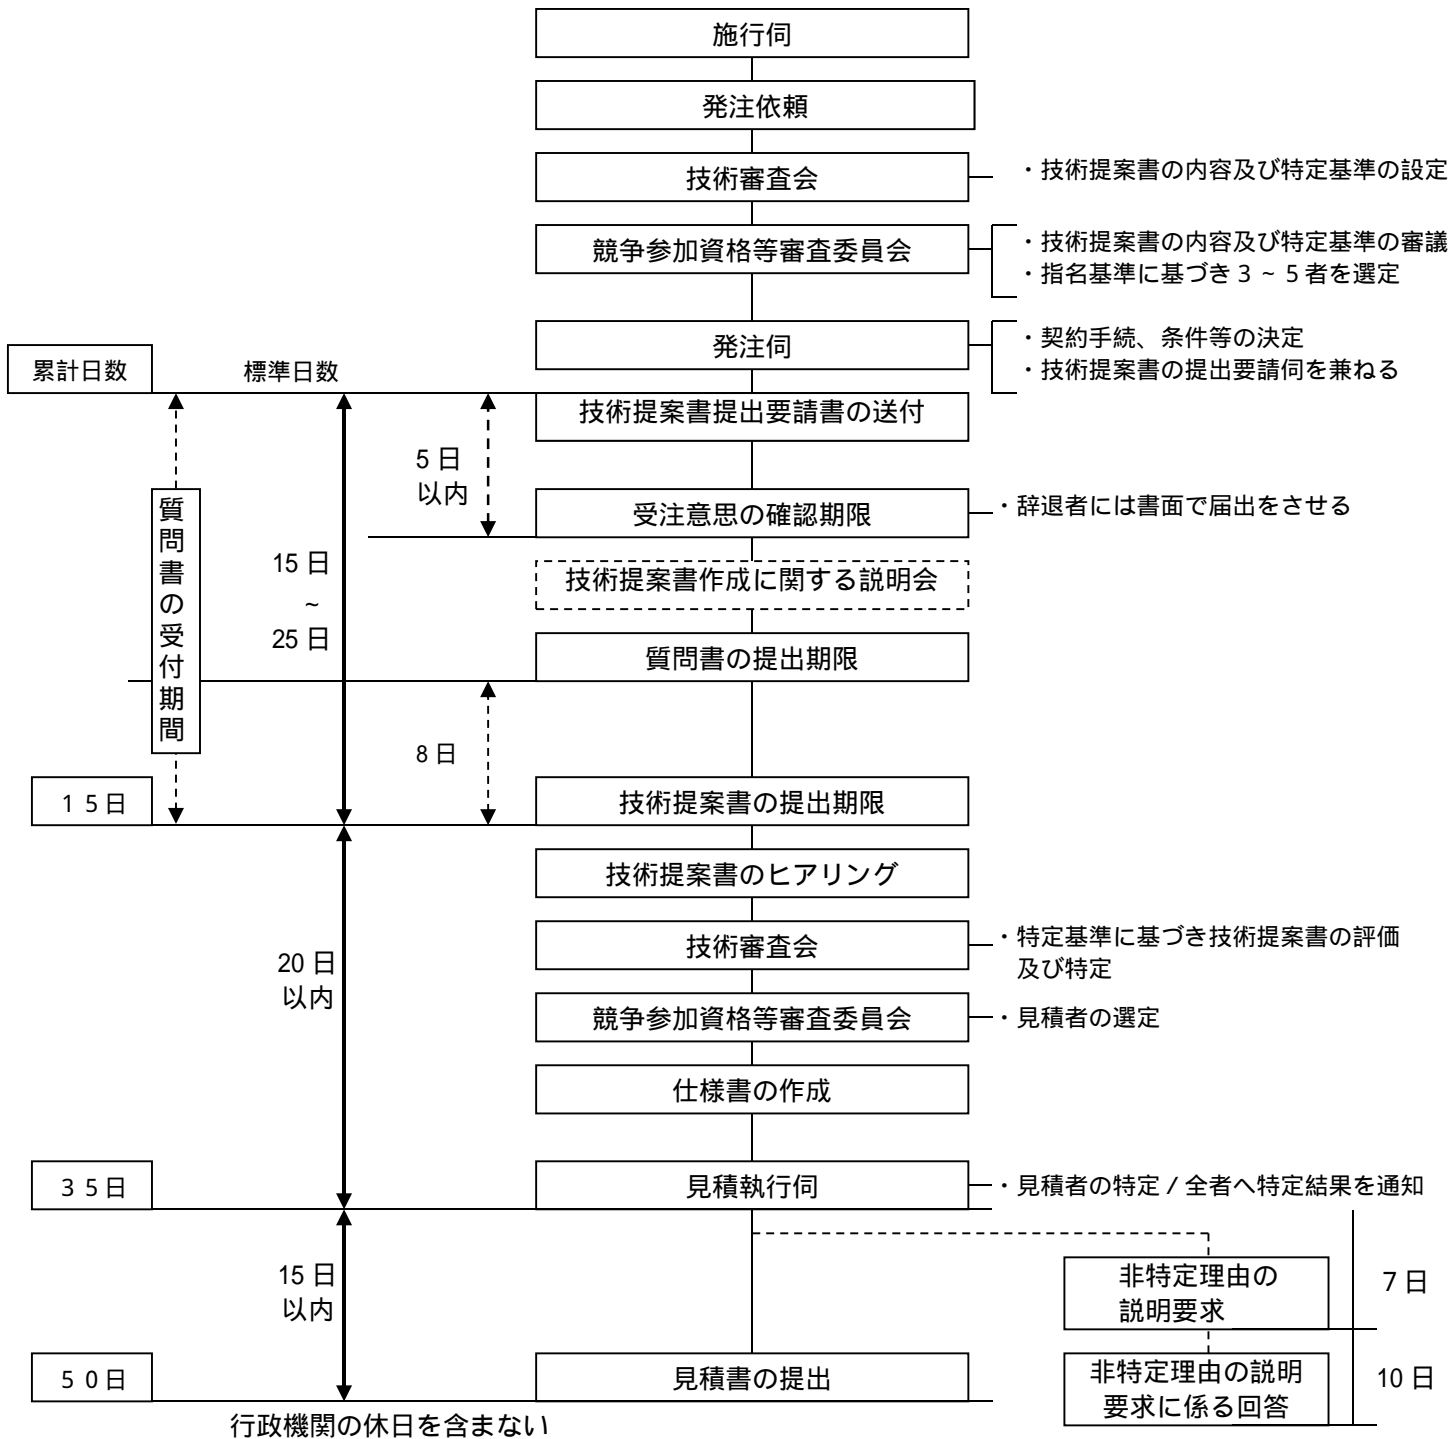 施行伺
発注依頼
技術審査会
・技術提案書の内容及び特定基準の設定
競争参加資格等審査委員会
・技術提案書の内容及び特定基準の審議
・指名基準に基づき3~5者を選定
発注伺
・契約手続、条件等の決定
・技術提案書の提出要請伺を兼ねる
累計日数
標準日数
技術提案書提出要請書の送付
5日
以内
受注意思の確認期限
・辞退者には書面で届出をさせる
質問書の受付期間
15日
~
25日
技術提案書作成に関する説明会
質問書の提出期限
8日
15日
技術提案書の提出期限
技術提案書のヒアリング
技術審査会
・特定基準に基づき技術提案書の評価
及び特定
20日
以内
競争参加資格等審査委員会
・見積者の選定
仕様書の作成
35日
見積執行伺
・見積者の特定/全者へ特定結果を通知
15日
以内
非特定理由の
説明要求
7日
50日
見積書の提出
非特定理由の説明
要求に係る回答
10日
行政機関の休日を含まない